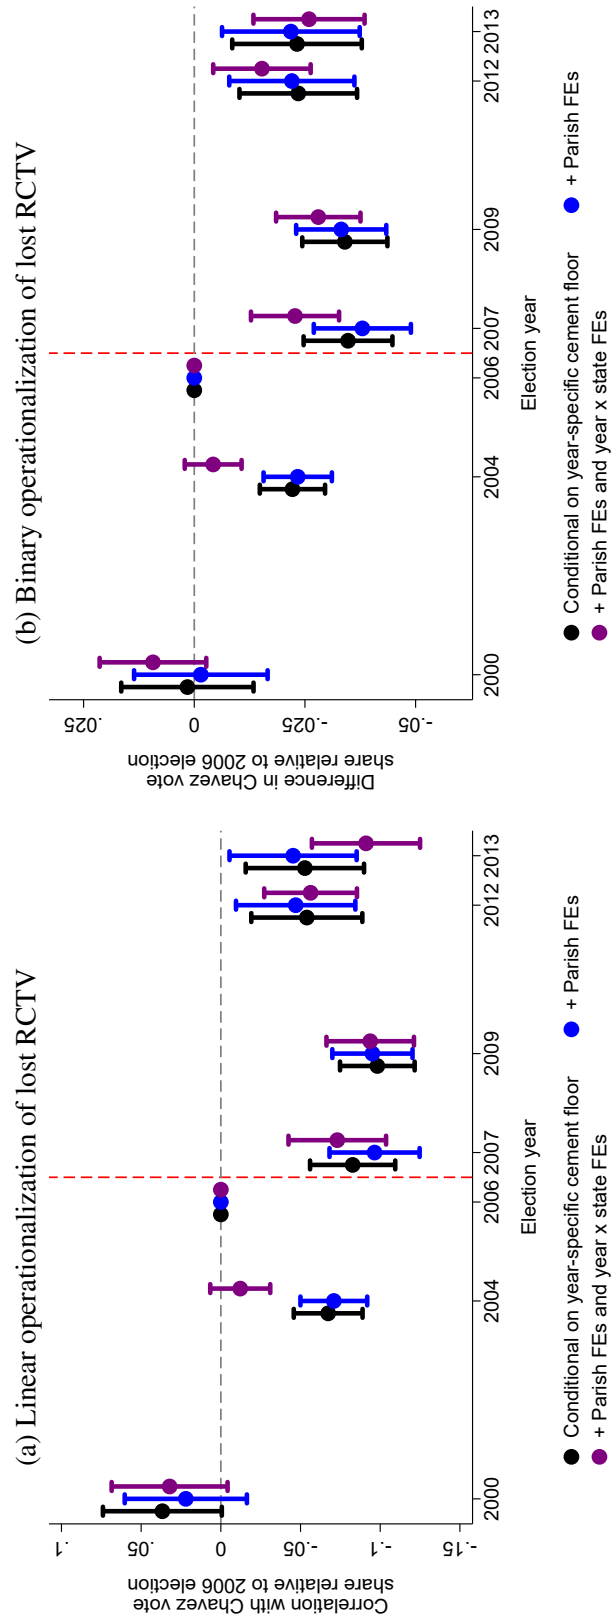 (a) Linear operationalization of lost RCTV
Correlation with Chavez vote
share relative to 2006 election
.1
.05
0
-.05
-.1
-.15
2000
2004
2006
2007
2009
2012
2013
Election year
Conditional on year-specific cement floor
+ Parish FEs
+ Parish FEs and year x state FEs
(b) Binary operationalization of lost RCTV
Difference in Chavez vote
share relative to 2006 election
.025
0
-.025
-.05
2000
2004
2006
2007
2009
2012
2013
Election year
Conditional on year-specific cement floor
+ Parish FEs
+ Parish FEs and year x state FEs